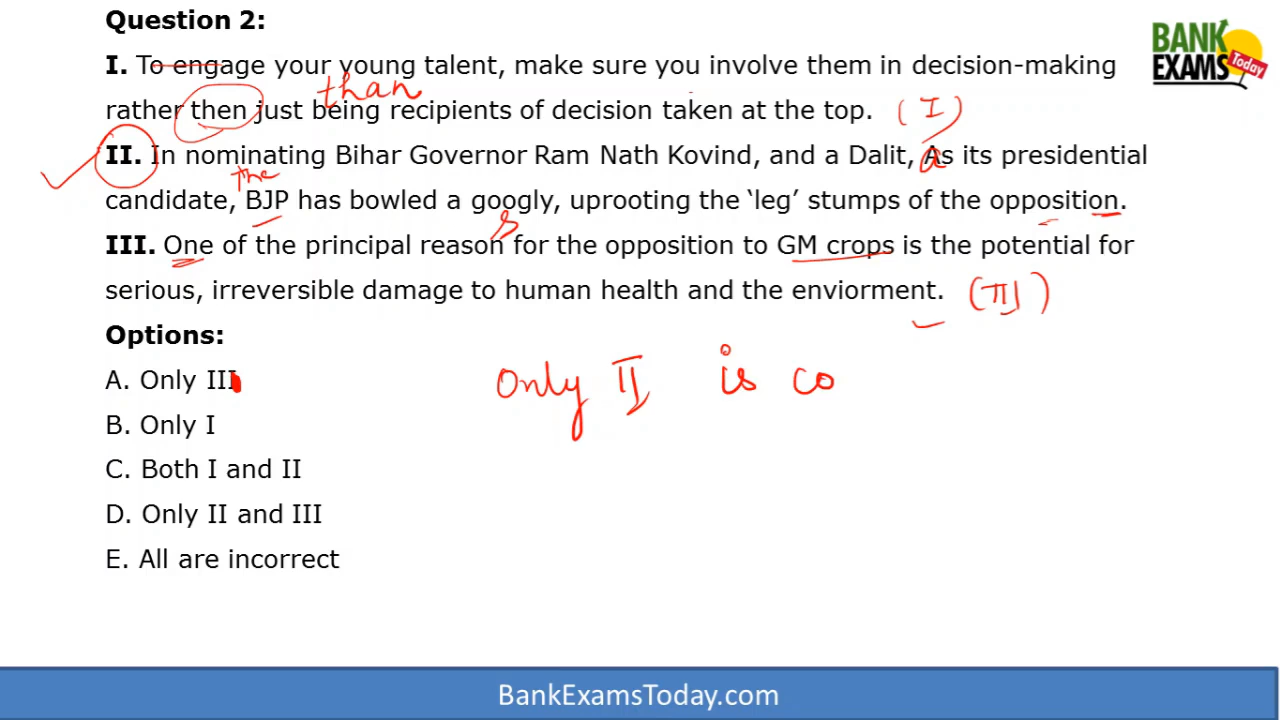 Question 2:
BANK
EXAMS Today
I. To engage your young talent, make sure you involve them in decision-making
than
rather then just being recipients of decision taken at the top. (I)
II. In nominating Bihar Governor Ram Nath Kovind, and a Dalit, As its presidential
a
the
candidate, BJP has bowled a googly, uprooting the ‘leg’ stumps of the opposition.
s
III. One of the principal reason for the opposition to GM crops is the potential for
serious, irreversible damage to human health and the enviorment. (III)
Options:
A. Only III
Only II is co
B. Only I
C. Both I and II
D. Only II and III
E. All are incorrect
BankExamsToday.com